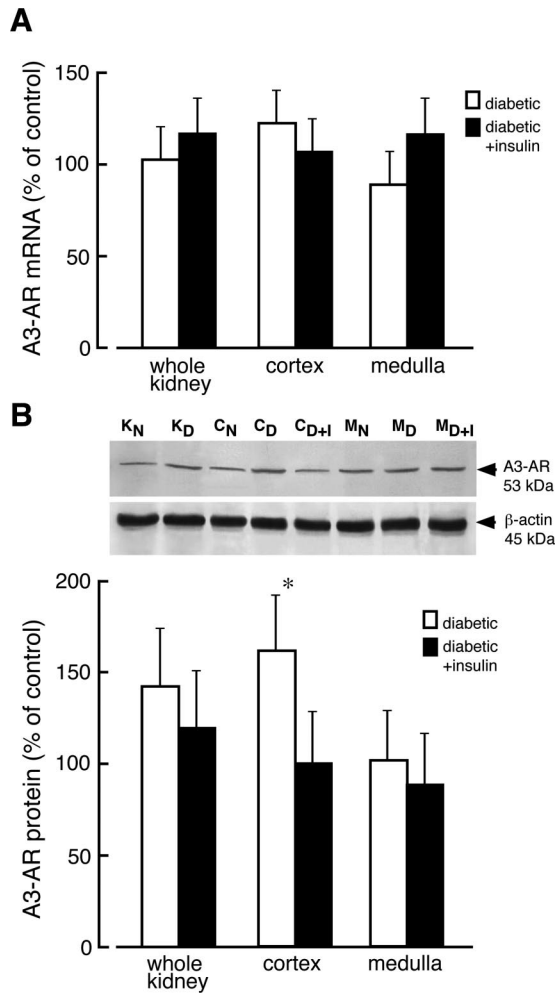 A
A3-AR mRNA (% of control)
150
100
50
0
diabetic
diabetic
+insulin
whole
kidney
cortex
medulla
B
KN KD CN CD CD+I MN MD MD+I
A3-AR
53 kDa
β-actin
45 kDa
A3-AR protein (% of control)
200
150
100
50
0
*
diabetic
diabetic
+insulin
whole
kidney
cortex
medulla